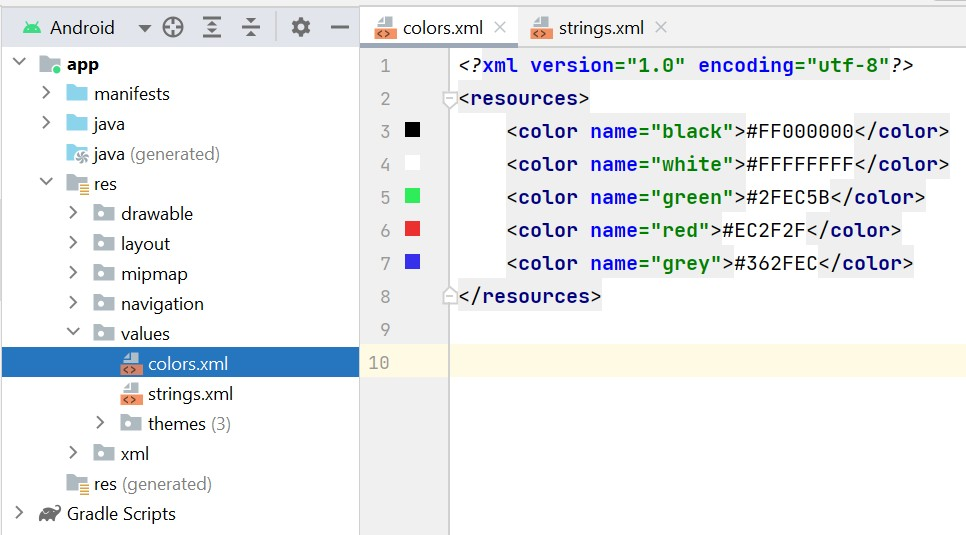 Android
app
manifests
java
java (generated)
res
drawable
layout
mipmap
navigation
values
colors.xml
strings.xml
themes (3)
xml
res (generated)
Gradle Scripts
colors.xml strings.xml
1 <?xml version="1.0" encoding="utf-8"?>
2 <resources>
3 <color name="black">#FF000000</color>
4 <color name="white">#FFFFFFFF</color>
5 <color name="green">#2FEC5B</color>
6 <color name="red">#EC2F2F</color>
7 <color name="grey">#362FEC</color>
8 </resources>
9
10